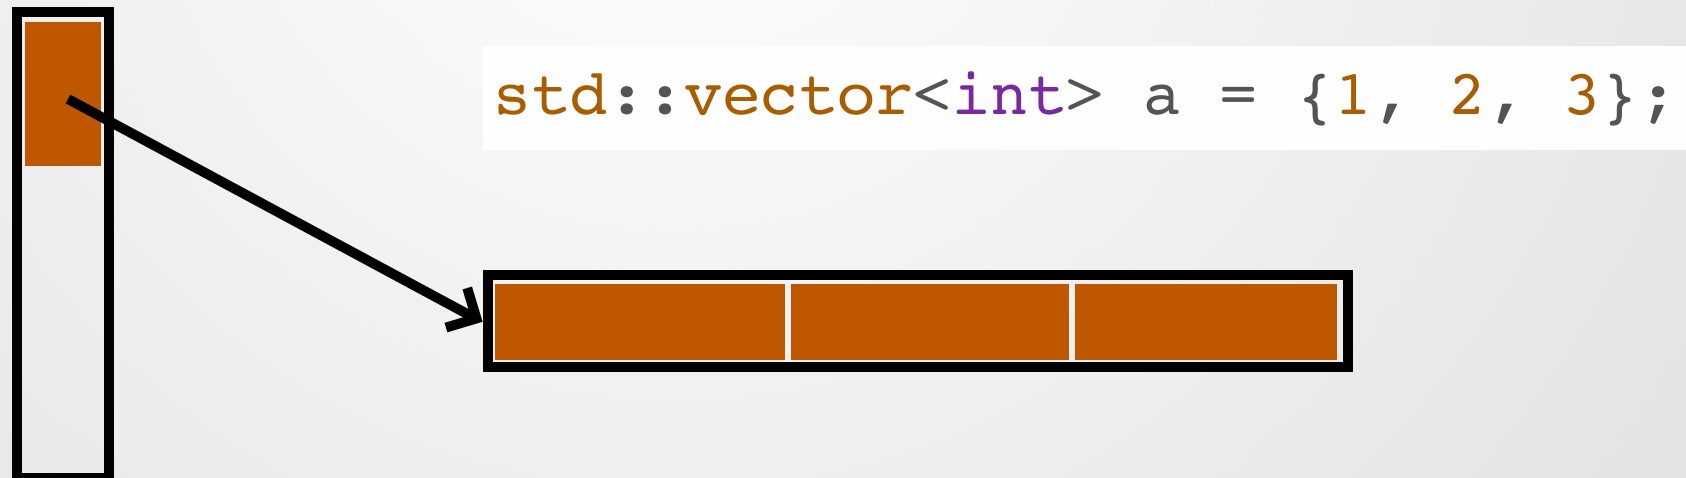 std::vector<int> a = {1, 2, 3};